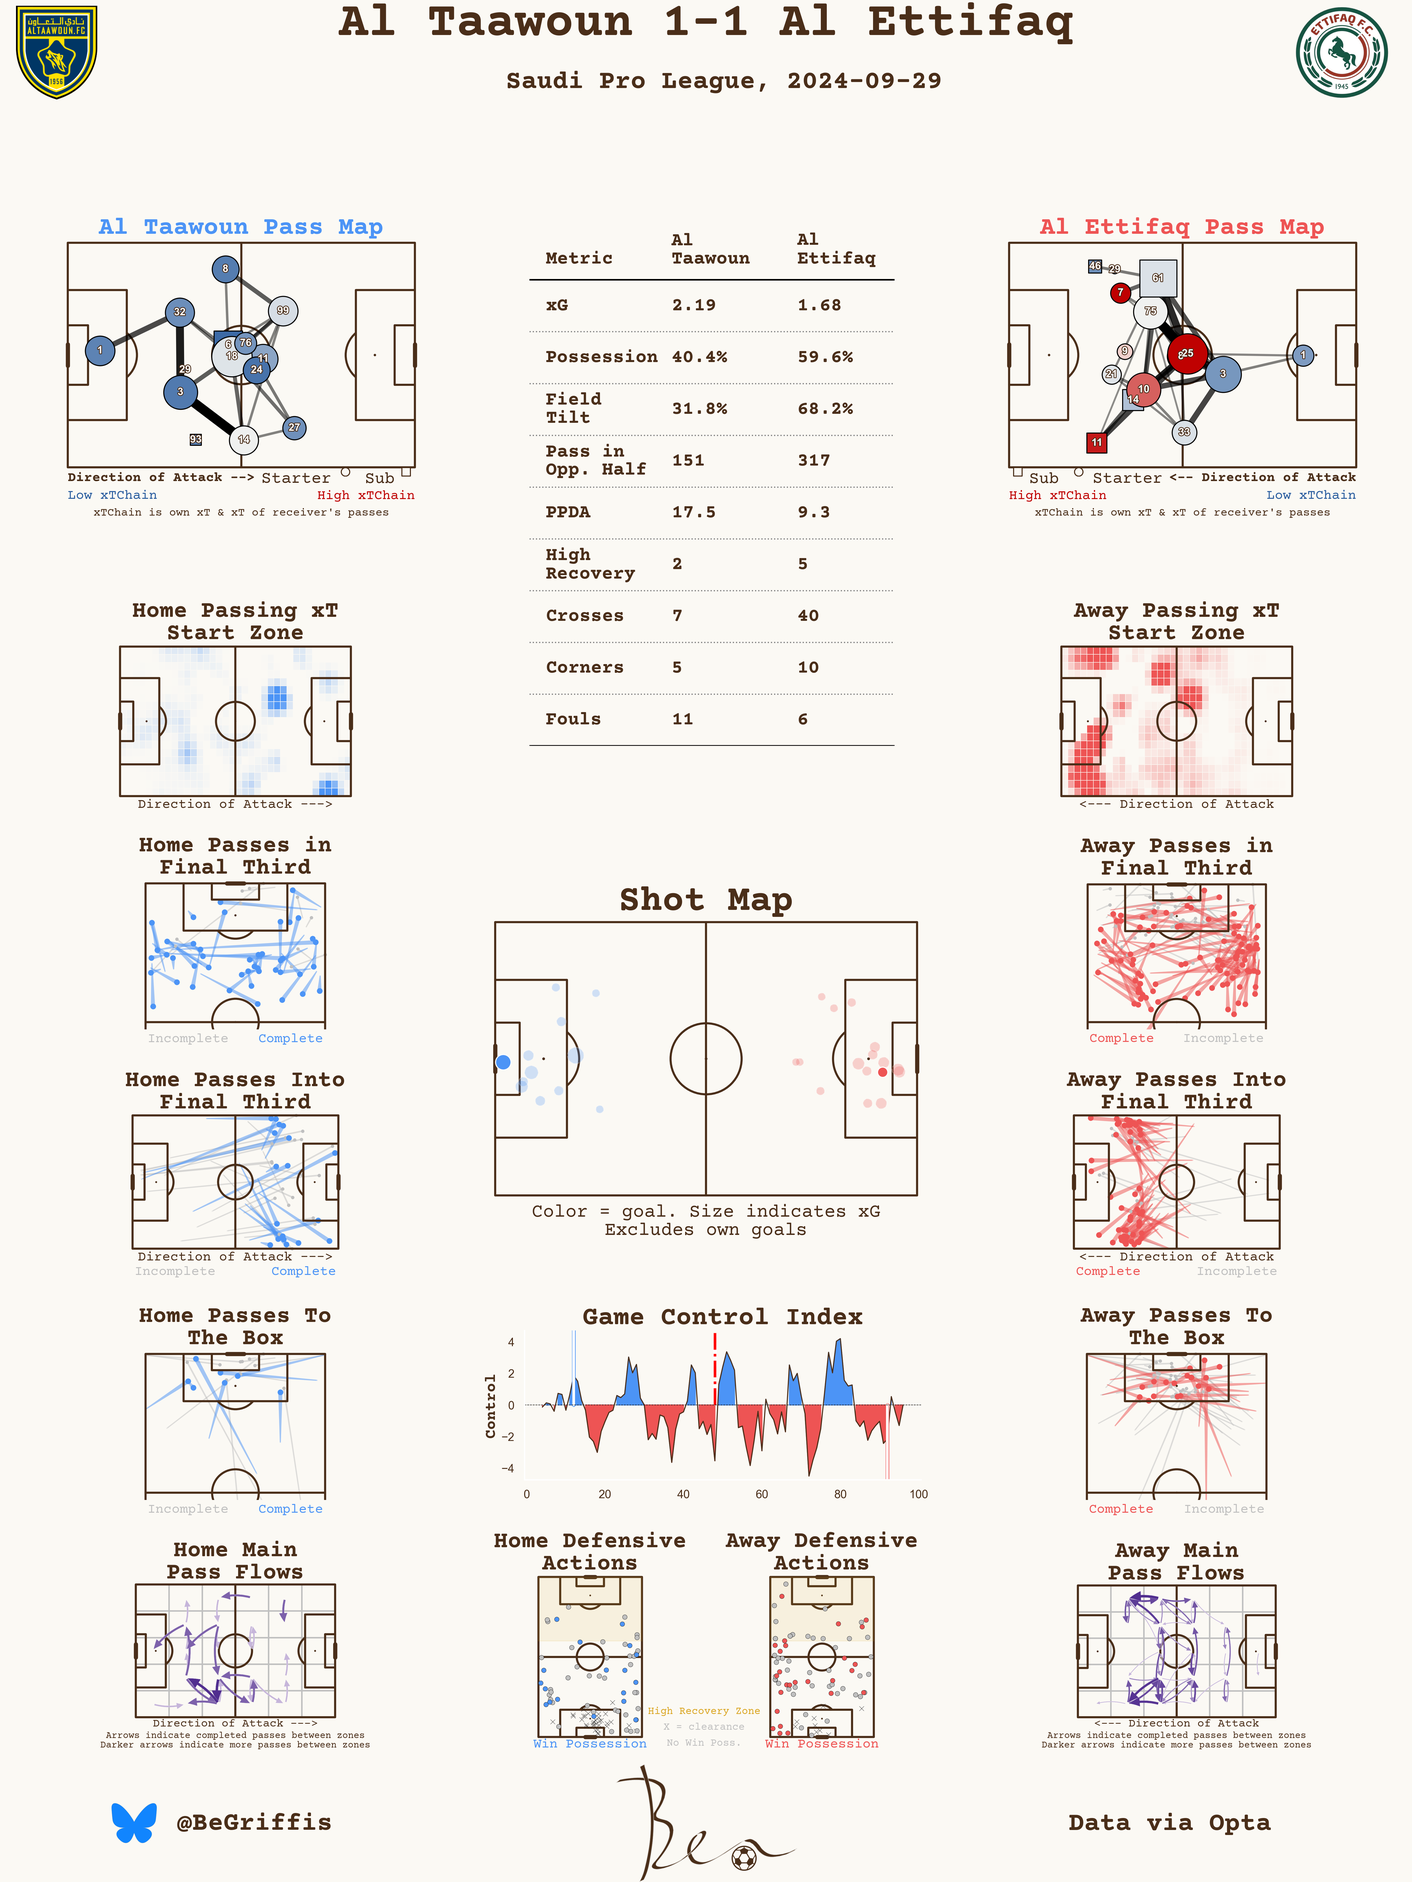 Al Taawoun 1-1 Al Ettifaq
Saudi Pro League, 2024-09-29
نادي التعاون
ALTAAWOUN.FC
1956
ETTIFAQ F.C.
1945
Al Taawoun Pass Map
8
32
99
1
6
76
18
11
24
29
3
27
93
14
Direction of Attack --> Starter Sub
Low xTChain High xTChain
xTChain is own xT & xT of receiver's passes
Metric Al Taawoun Al Ettifaq
xG 2.19 1.68
Possession 40.4% 59.6%
Field Tilt 31.8% 68.2%
Pass in Opp. Half 151 317
PPDA 17.5 9.3
High Recovery 2 5
Crosses 7 40
Corners 5 10
Fouls 11 6
Al Ettifaq Pass Map
46
29
61
7
75
9
8
25
1
21
3
10
14
33
11
Sub Starter <-- Direction of Attack
High xTChain Low xTChain
xTChain is own xT & xT of receiver's passes
Home Passing xT
Start Zone
Direction of Attack --->
Away Passing xT
Start Zone
<--- Direction of Attack
Home Passes in
Final Third
Incomplete Complete
Away Passes in
Final Third
Complete Incomplete
Shot Map
Color = goal. Size indicates xG
Excludes own goals
Home Passes Into
Final Third
Direction of Attack --->
Incomplete Complete
Away Passes Into
Final Third
<--- Direction of Attack
Complete Incomplete
Home Passes To
The Box
Incomplete Complete
Game Control Index
Control
4
2
0
−2
−4
0 20 40 60 80 100
Away Passes To
The Box
Complete Incomplete
Home Main
Pass Flows
Direction of Attack --->
Arrows indicate completed passes between zones
Darker arrows indicate more passes between zones
Home Defensive
Actions
Win Possession
Away Defensive
Actions
Win Possession
High Recovery Zone
X = clearance
No Win Poss.
Away Main
Pass Flows
<--- Direction of Attack
Arrows indicate completed passes between zones
Darker arrows indicate more passes between zones
@BeGriffis
Ben
Data via Opta